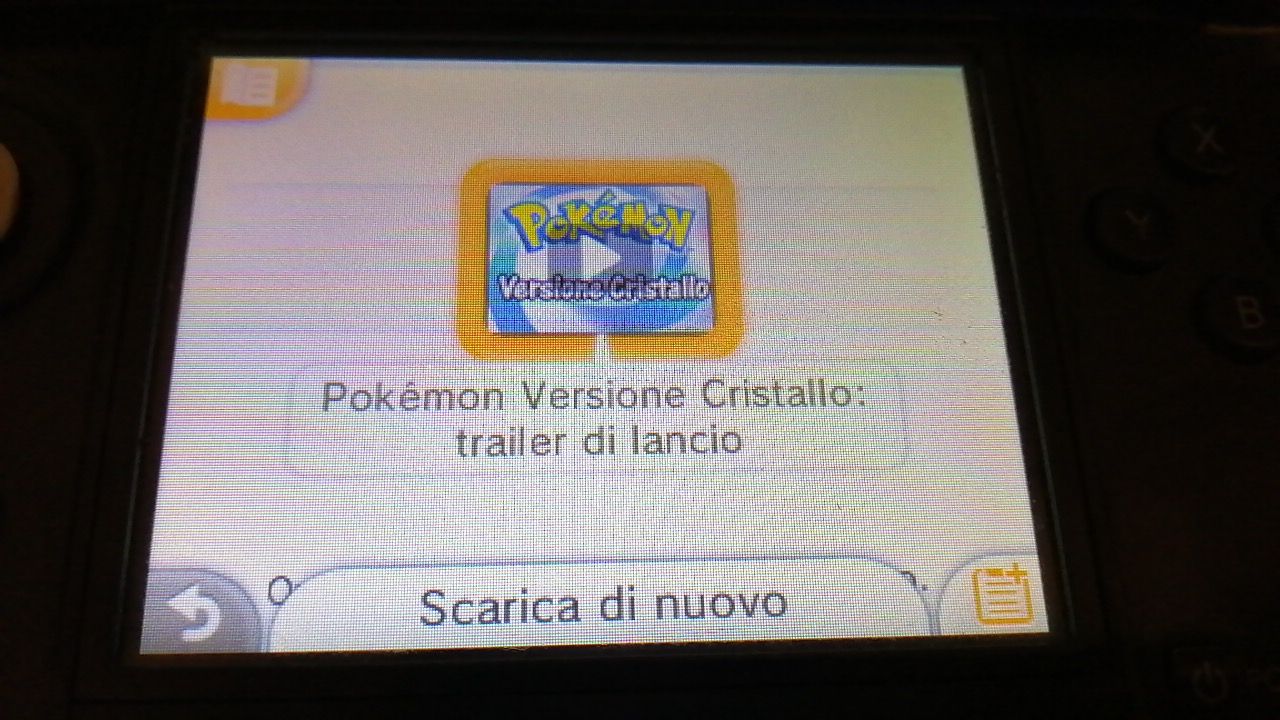 POKéMON
Versione Cristallo
Pokémon Versione Cristallo:
trailer di lancio
Scarica di nuovo
X
Y
B